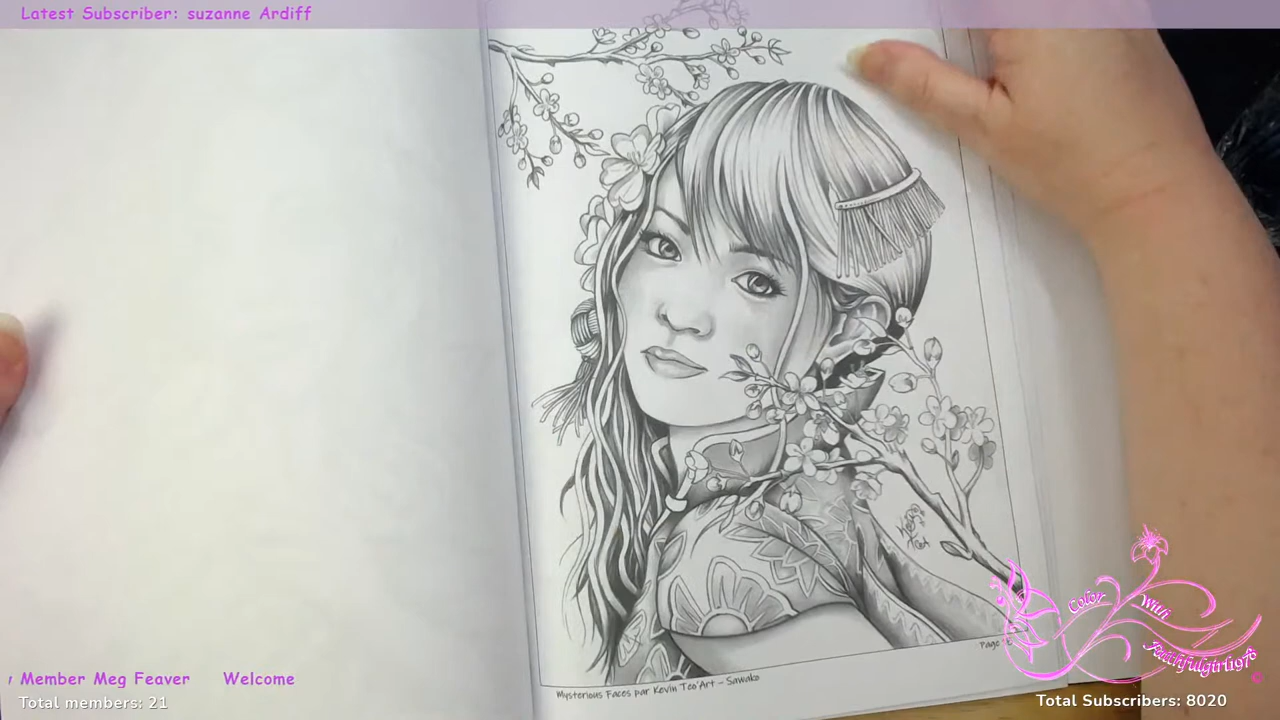 Latest Subscriber: suzanne Ardiff
Page
Mysterious Faces par Kevin Teo'Art - Sawako
Color With
Faithfulgirl1978
Member Meg Feaver Welcome
Total members: 21
Total Subscribers: 8020